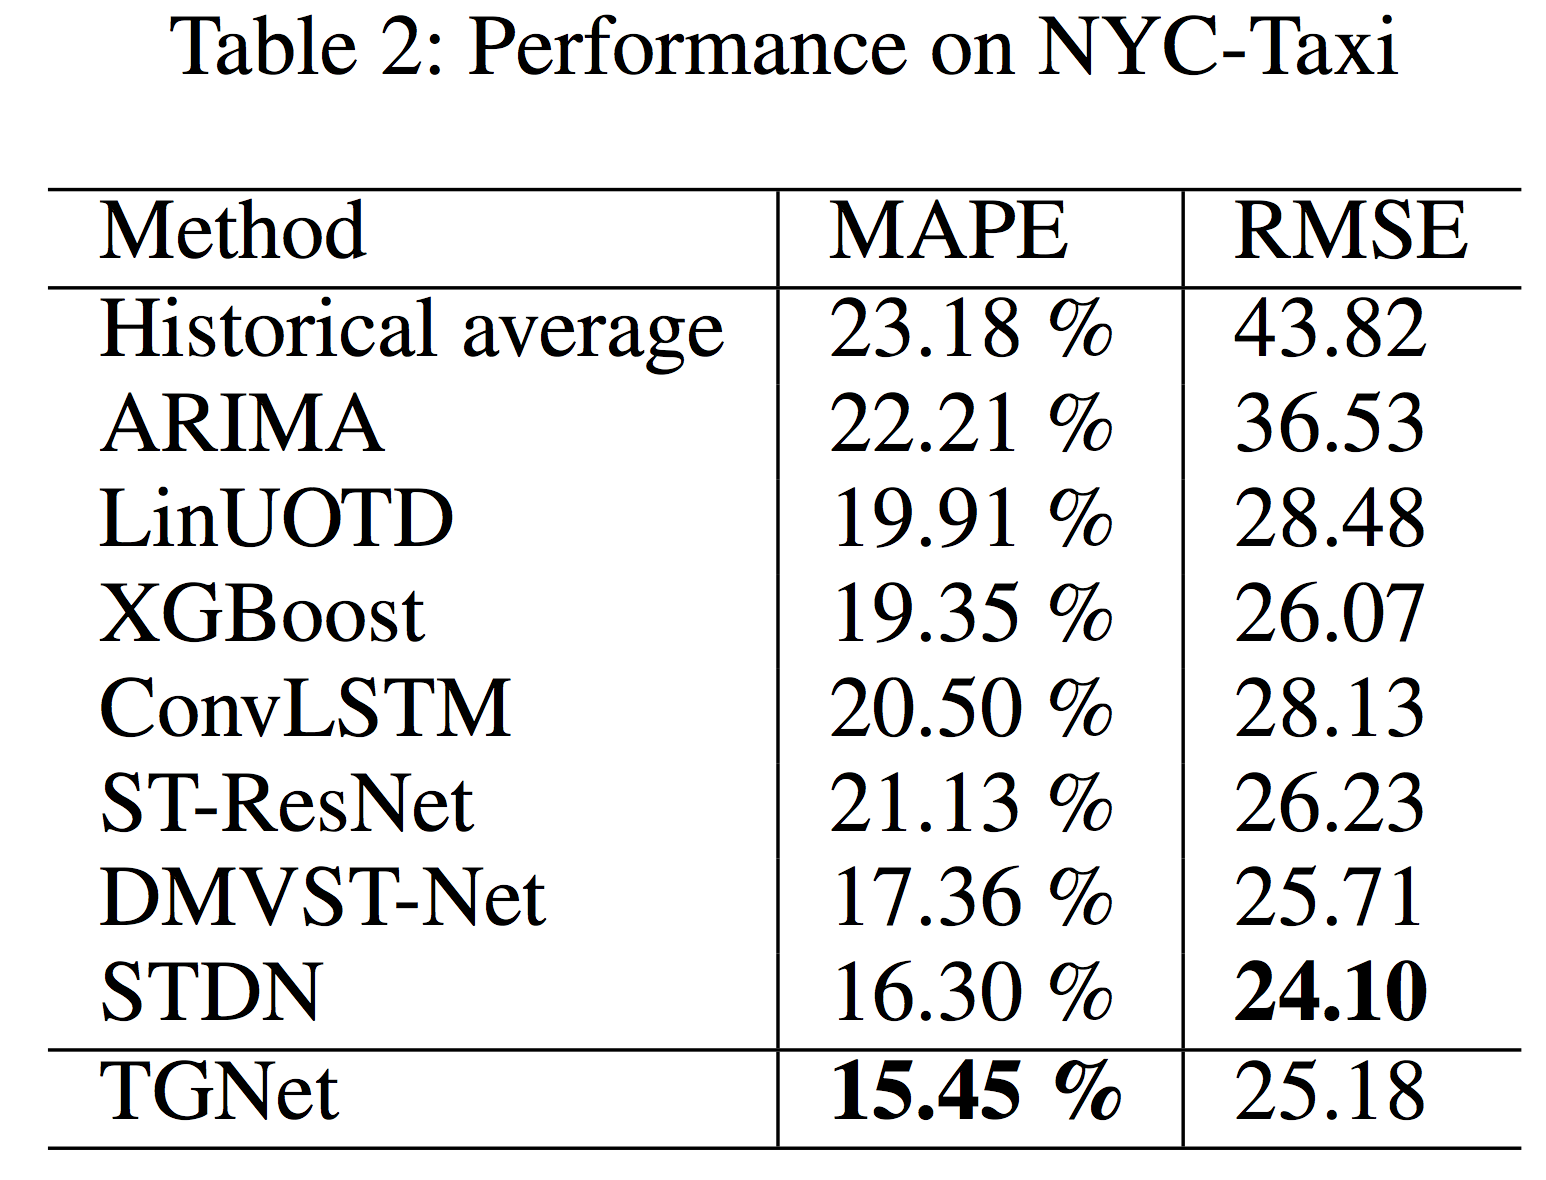 Table 2: Performance on NYC-Taxi
Method MAPE RMSE
Historical average 23.18 % 43.82
ARIMA 22.21 % 36.53
LinUOTD 19.91 % 28.48
XGBoost 19.35 % 26.07
ConvLSTM 20.50 % 28.13
ST-ResNet 21.13 % 26.23
DMVST-Net 17.36 % 25.71
STDN 16.30 % 24.10
TGNet 15.45 % 25.18